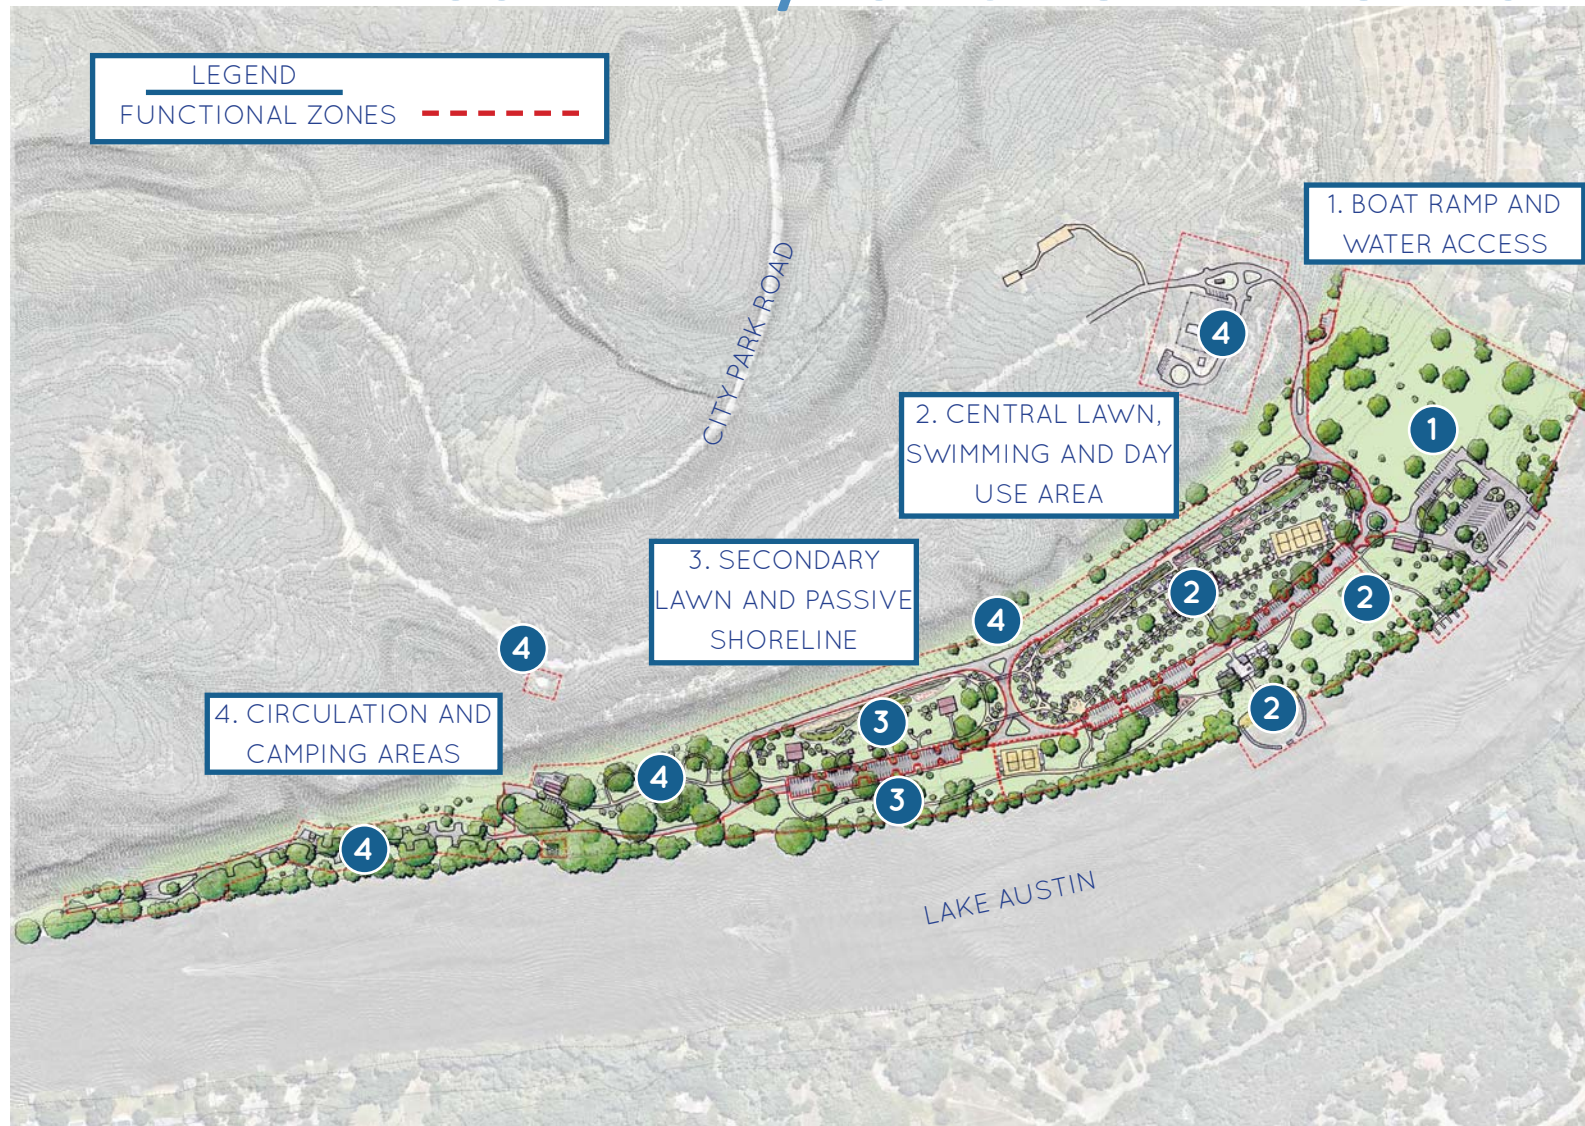 LEGEND
FUNCTIONAL ZONES
1. BOAT RAMP AND
WATER ACCESS
CITY PARK ROAD
4
1
2. CENTRAL LAWN,
SWIMMING AND DAY
USE AREA
3. SECONDARY
LAWN AND PASSIVE
SHORELINE
2
2
4
4
4. CIRCULATION AND
CAMPING AREAS
2
3
4
3
4
LAKE AUSTIN